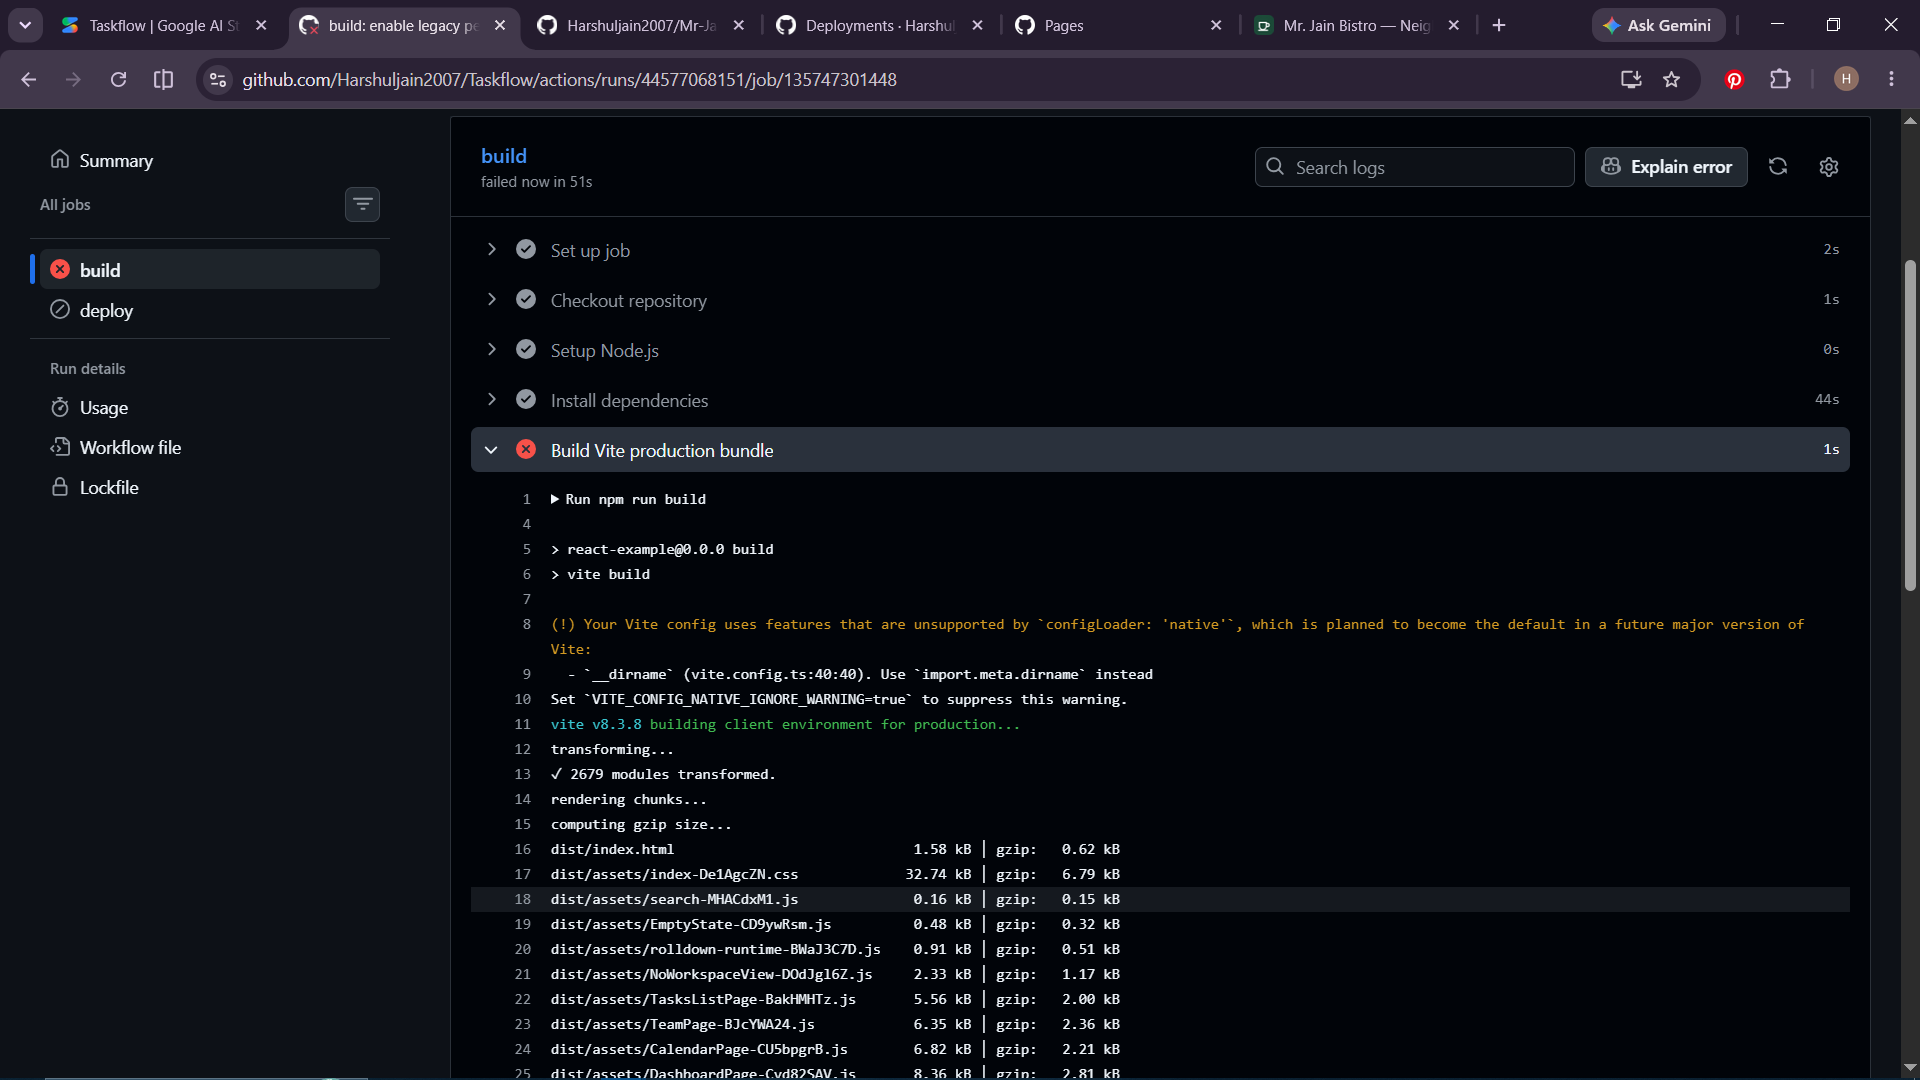 Taskflow | Google AI St
build: enable legacy pe
Harshuljain2007/Mr-Ja
Deployments · Harshul
Pages
Mr. Jain Bistro — Neig
Ask Gemini
github.com/Harshuljain2007/Taskflow/actions/runs/44577068151/job/135747301448
H
Summary
All jobs
build
deploy
Run details
Usage
Workflow file
Lockfile
build
failed now in 51s
Search logs
Explain error
Set up job 2s
Checkout repository 1s
Setup Node.js 0s
Install dependencies 44s
Build Vite production bundle 1s
1 Run npm run build
4
5 > react-example@0.0.0 build
6 > vite build
7
8 (!) Your Vite config uses features that are unsupported by `configLoader: 'native'`, which is planned to become the default in a future major version of
Vite:
9 - `__dirname` (vite.config.ts:40:40). Use `import.meta.dirname` instead
10 Set `VITE_CONFIG_NATIVE_IGNORE_WARNING=true` to suppress this warning.
11 vite v8.3.8 building client environment for production...
12 transforming...
13 ✓ 2679 modules transformed.
14 rendering chunks...
15 computing gzip size...
16 dist/index.html 1.58 kB │ gzip: 0.62 kB
17 dist/assets/index-De1AgcZN.css 32.74 kB │ gzip: 6.79 kB
18 dist/assets/search-MHACdxM1.js 0.16 kB │ gzip: 0.15 kB
19 dist/assets/EmptyState-CD9ywRsm.js 0.48 kB │ gzip: 0.32 kB
20 dist/assets/rolldown-runtime-BWaJ3C7D.js 0.91 kB │ gzip: 0.51 kB
21 dist/assets/NoWorkspaceView-DOdJgl6Z.js 2.33 kB │ gzip: 1.17 kB
22 dist/assets/TasksListPage-BakHMHTz.js 5.56 kB │ gzip: 2.00 kB
23 dist/assets/TeamPage-BJcYWA24.js 6.35 kB │ gzip: 2.36 kB
24 dist/assets/CalendarPage-CU5bpgrB.js 6.82 kB │ gzip: 2.21 kB
25 dist/assets/DashboardPage-Cvd82SAV.js 8.36 kB │ gzip: 2.81 kB